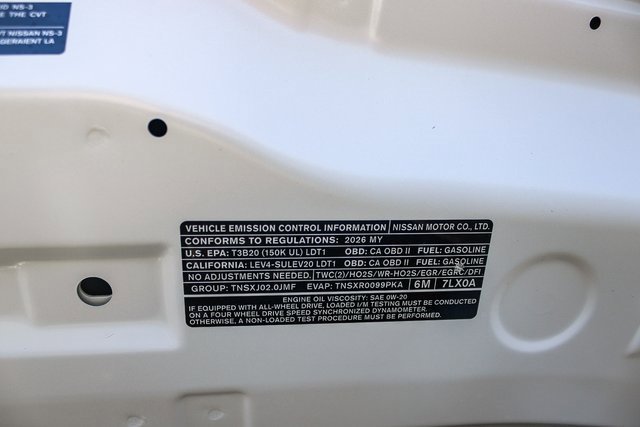 ID NS-3
E THE CVT
T NISSAN NS-3
GERAIENT LA
VEHICLE EMISSION CONTROL INFORMATION NISSAN MOTOR CO., LTD.
CONFORMS TO REGULATIONS: 2026 MY
U.S. EPA: T3B20 (150K UL) LDT1 OBD: CA OBD II FUEL: GASOLINE
CALIFORNIA: LEV4-SULEV20 LDT1 OBD: CA OBD II FUEL: GASOLINE
NO ADJUSTMENTS NEEDED. TWC(2)/HO2S/WR-HO2S/EGR/EGRC/DFI
GROUP: TNSXJ02.0JMF EVAP: TNSXR0099PKA 6M 7LX0A
ENGINE OIL VISCOSITY: SAE 0W-20
IF EQUIPPED WITH ALL-WHEEL DRIVE, LOADED I/M TESTING MUST BE CONDUCTED
ON A FOUR WHEEL DRIVE SPEED SYNCHRONIZED DYNAMOMETER.
OTHERWISE, A NON-LOADED TEST PROCEDURE MUST BE PERFORMED.